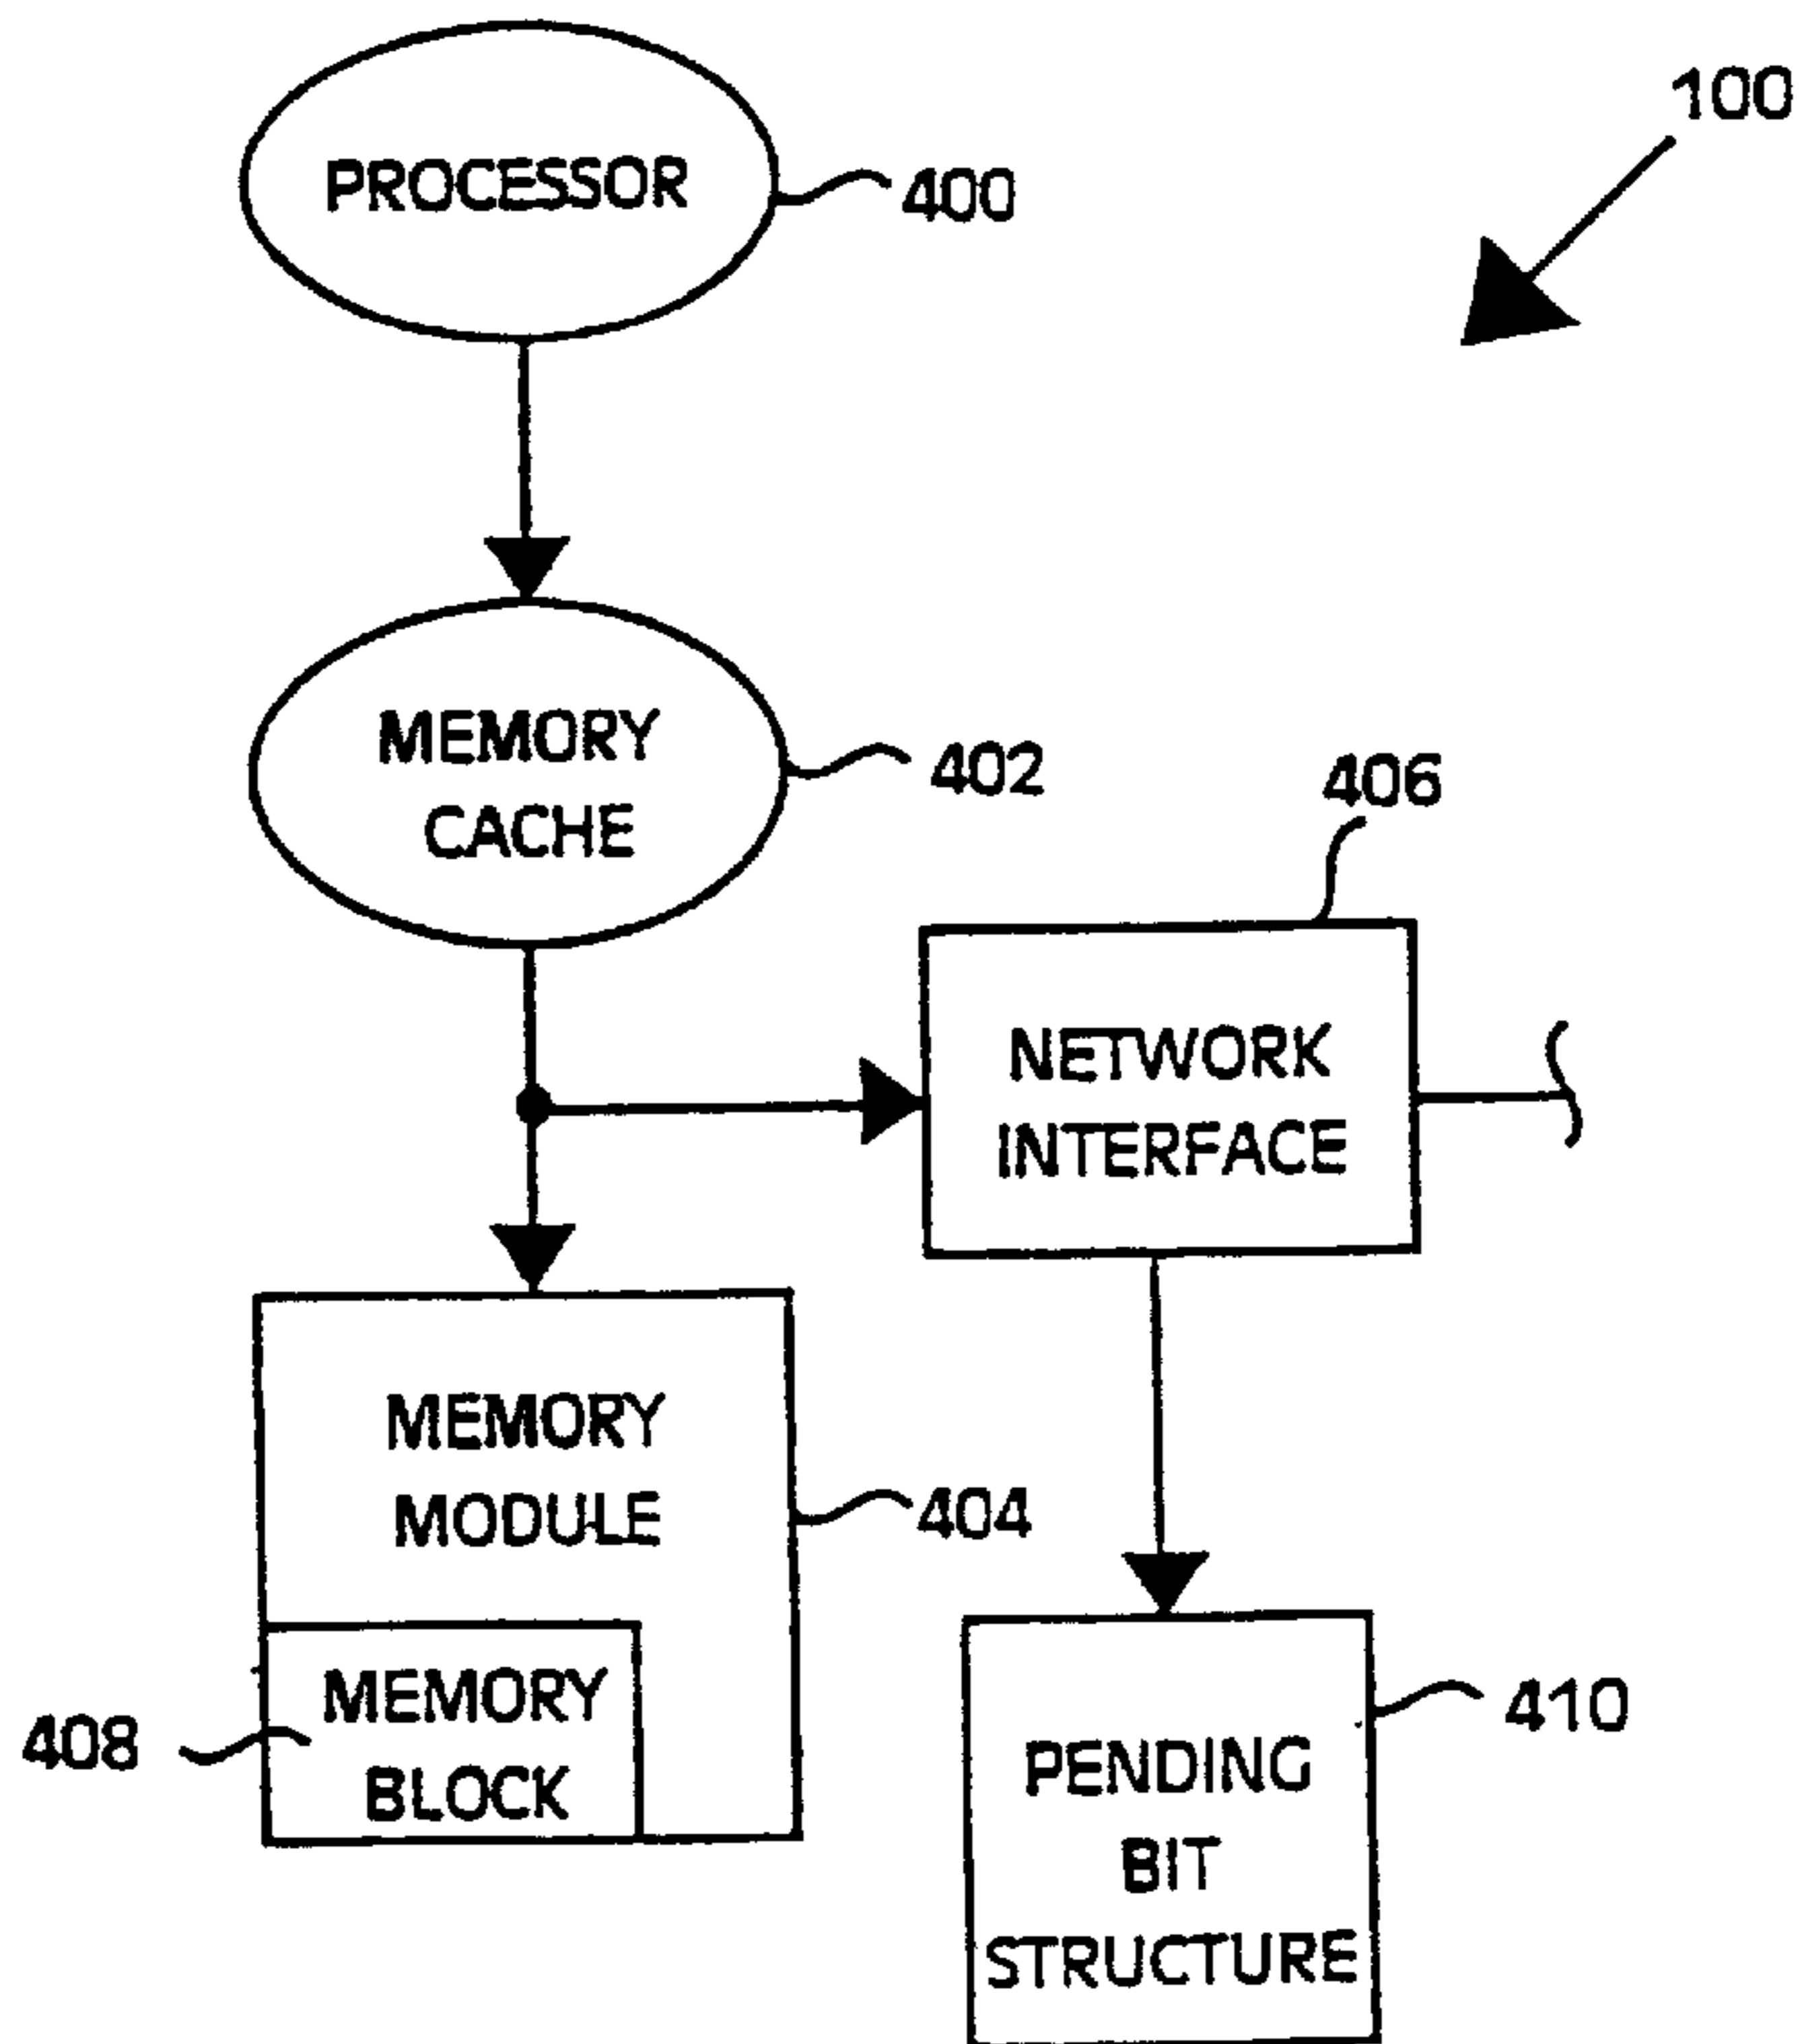 100
PROCESSOR
400
MEMORY
CACHE
402
406
NETWORK
INTERFACE
MEMORY
MODULE
404
MEMORY
BLOCK
408
410
PENDING
BIT
STRUCTURE